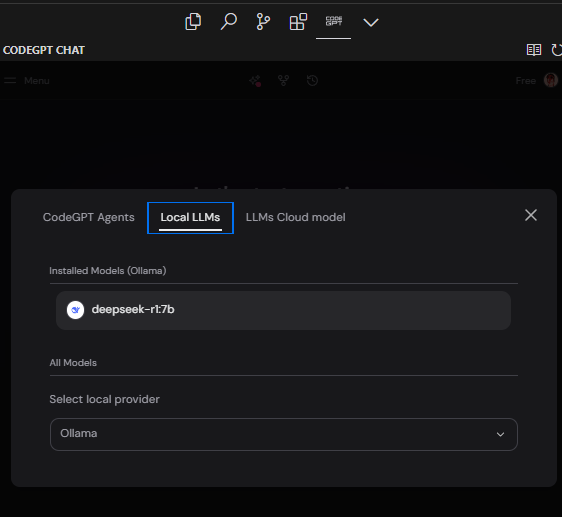 CODE
GPT
CODEGPT CHAT
Menu
Free
CodeGPT Agents
Local LLMs
LLMs Cloud model
Installed Models (Ollama)
deepseek-r1:7b
All Models
Select local provider
Ollama